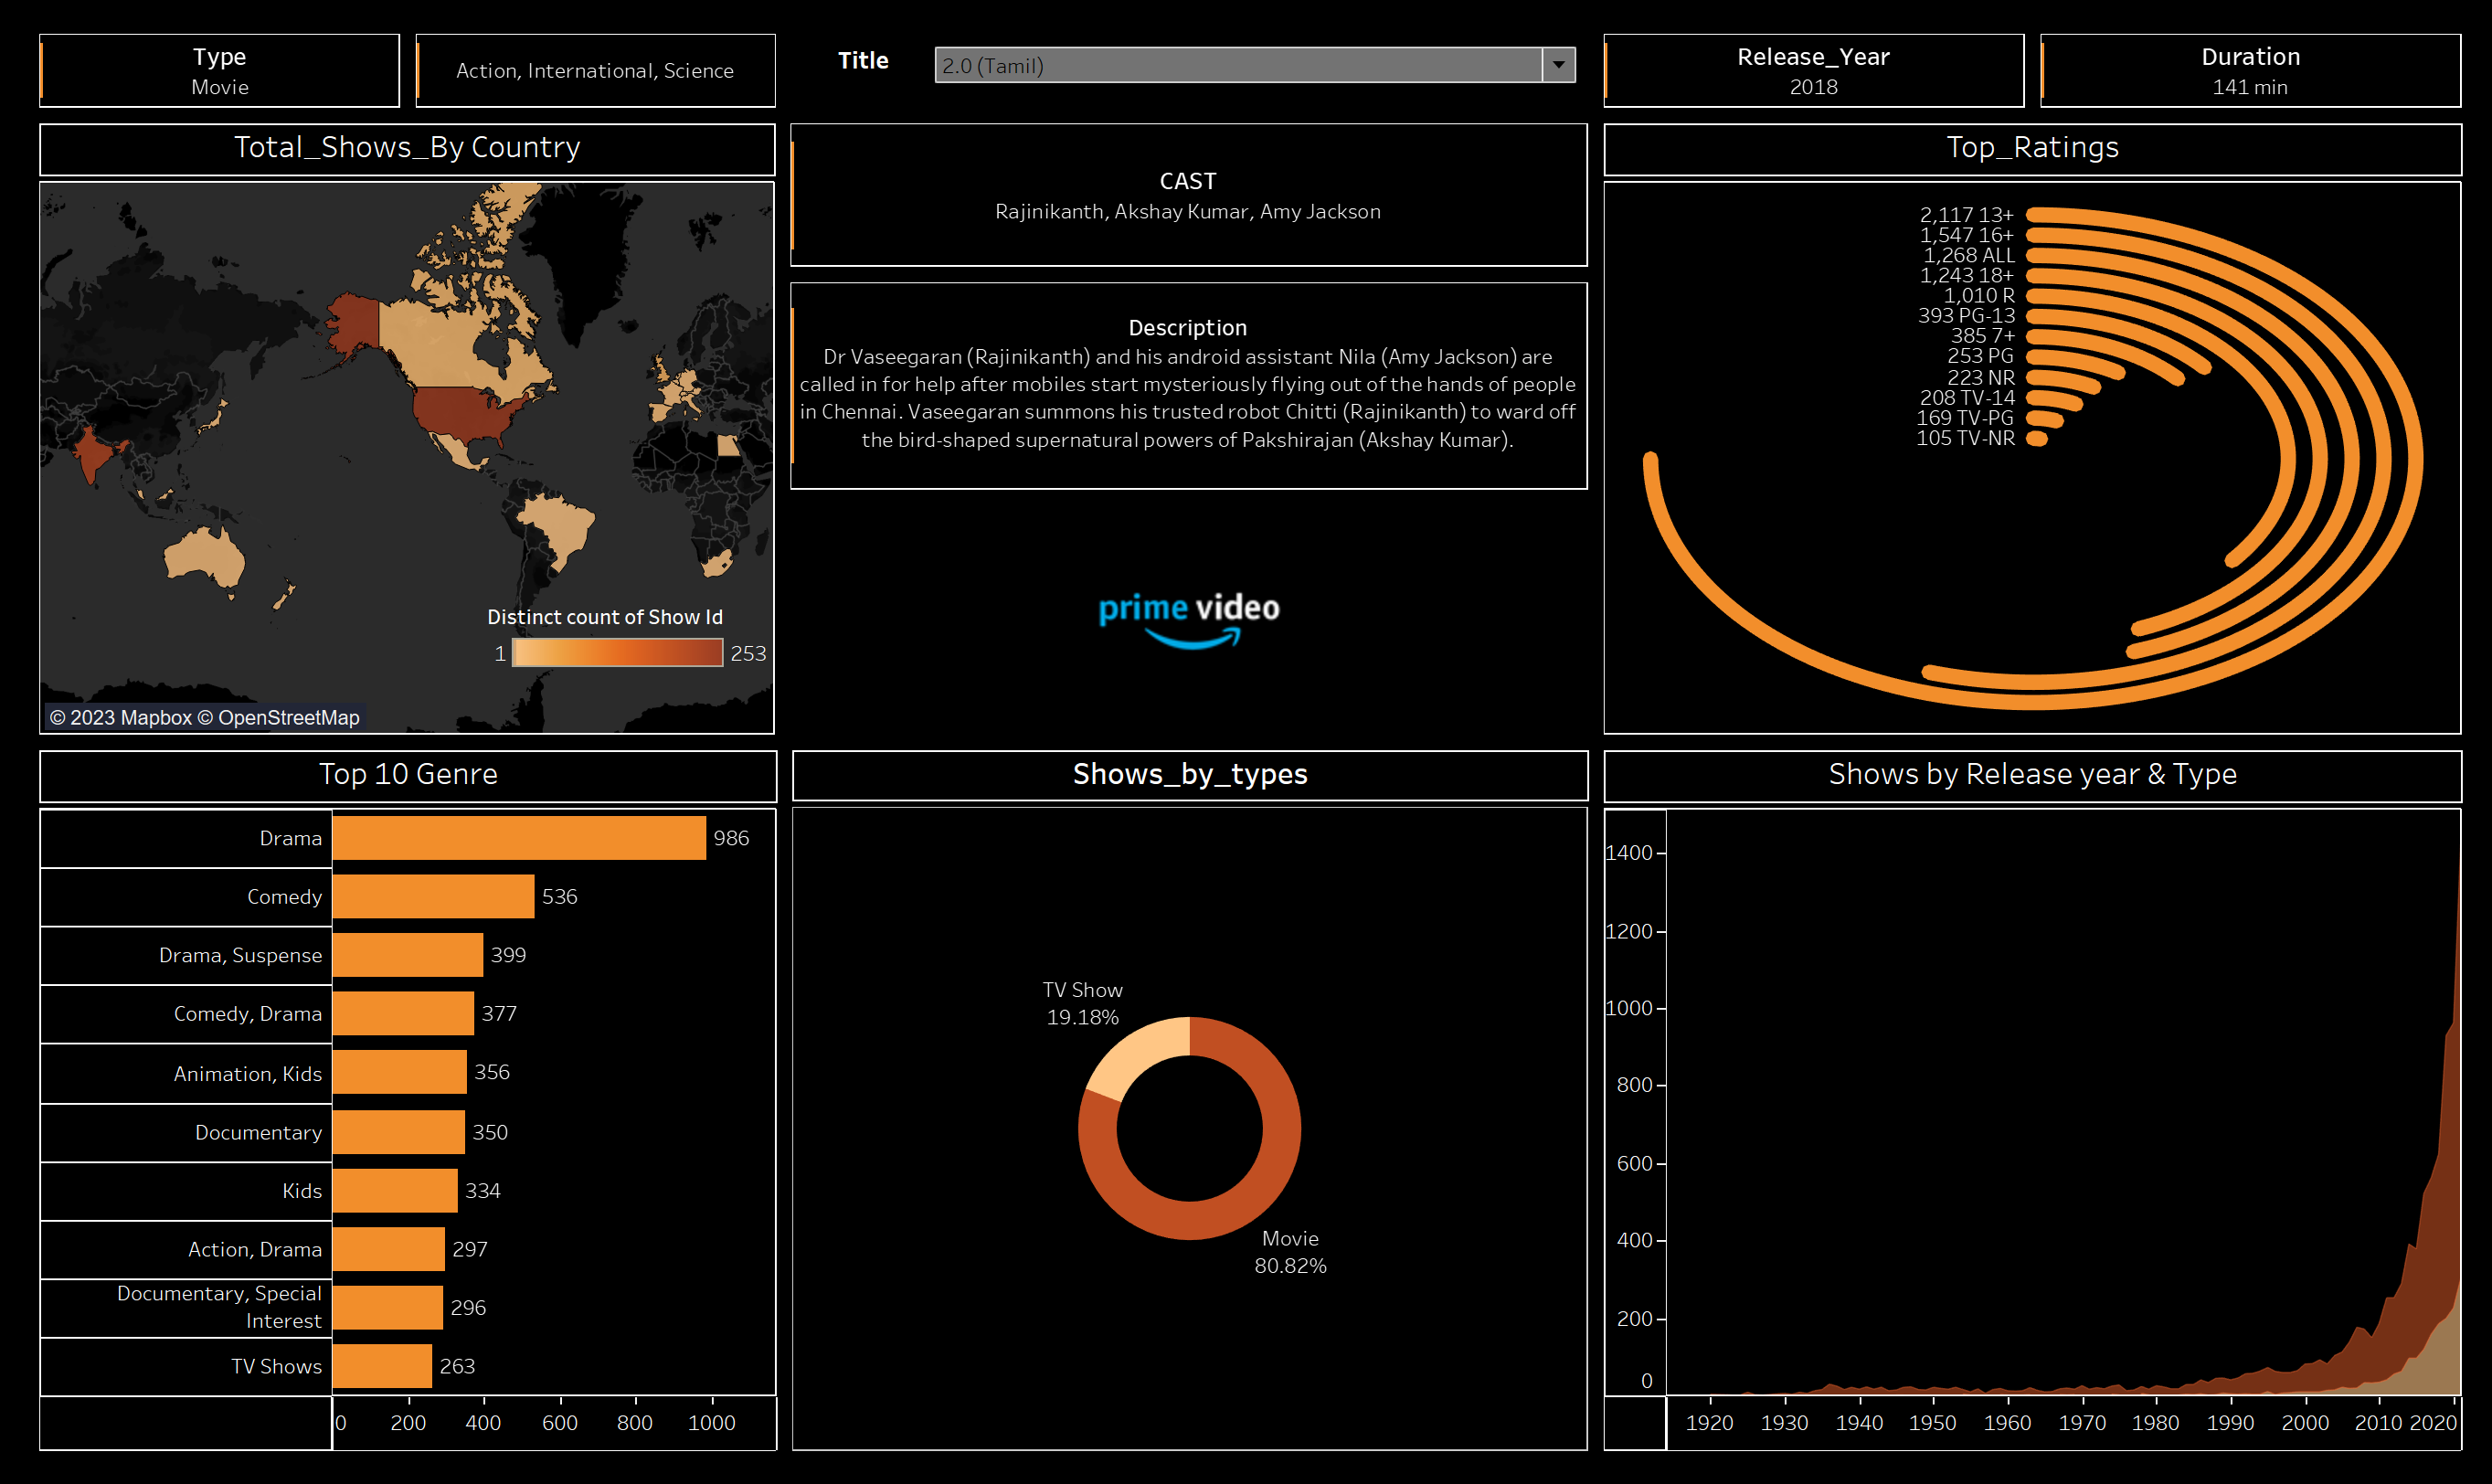 Type
Movie
Action, International, Science
Title
2.0 (Tamil)
Release_Year
2018
Duration
141 min
Total_Shows_By Country
Distinct count of Show Id
1
253
© 2023 Mapbox © OpenStreetMap
CAST
Rajinikanth, Akshay Kumar, Amy Jackson
Description
Dr Vaseegaran (Rajinikanth) and his android assistant Nila (Amy Jackson) are
called in for help after mobiles start mysteriously flying out of the hands of people
in Chennai. Vaseegaran summons his trusted robot Chitti (Rajinikanth) to ward off
the bird-shaped supernatural powers of Pakshirajan (Akshay Kumar).
prime video
Top_Ratings
2,117 13+
1,547 16+
1,268 ALL
1,243 18+
1,010 R
393 PG-13
385 7+
253 PG
223 NR
208 TV-14
169 TV-PG
105 TV-NR
Top 10 Genre
Drama 986
Comedy 536
Drama, Suspense 399
Comedy, Drama 377
Animation, Kids 356
Documentary 350
Kids 334
Action, Drama 297
Documentary, Special
Interest 296
TV Shows 263
0 200 400 600 800 1000
Shows_by_types
TV Show
19.18%
Movie
80.82%
Shows by Release year & Type
1400
1200
1000
800
600
400
200
0
1920 1930 1940 1950 1960 1970 1980 1990 2000 2010 2020